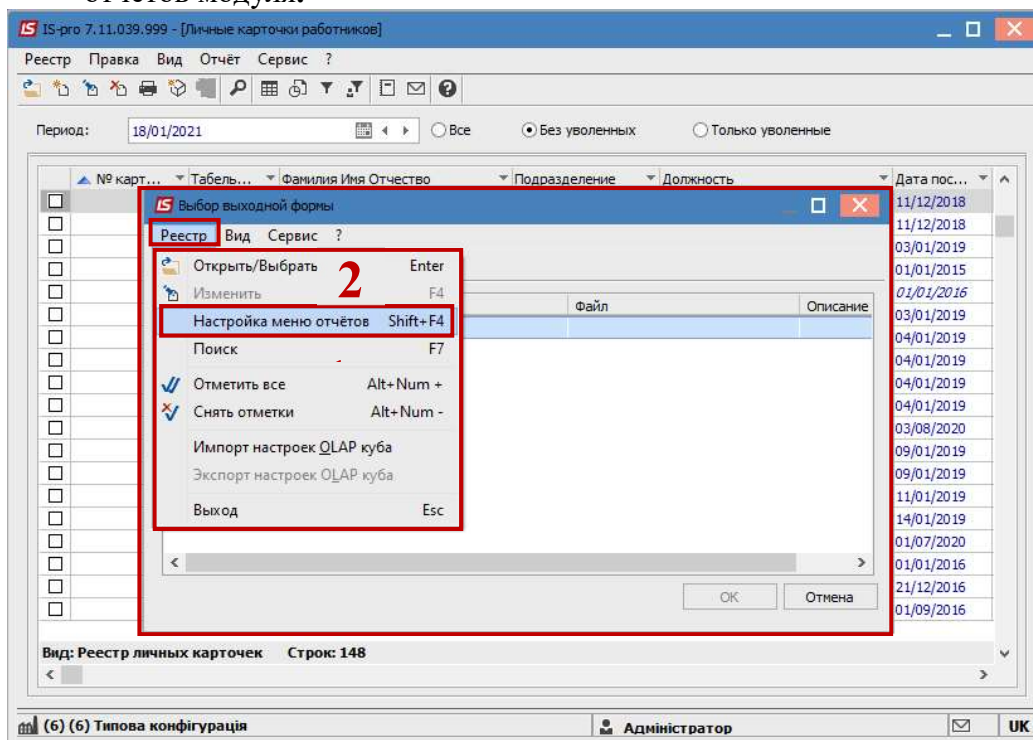 отчетов модуля.
IS-pro 7.11.039.999 - [Личные карточки работников]
Реестр Правка Вид Отчёт Сервис ?
Период: 18/01/2021 Все Без уволенных Только уволенные
№ карт... Табель... Фамилия Имя Отчество Подразделение Должность Дата пос...
11/12/2018
Выбор выходной формы
11/12/2018
Реестр Вид Сервис ?
03/01/2019
Открыть/Выбрать Enter
2
01/01/2015
Изменить F4
Файл Описание
01/01/2016
Настройка меню отчётов Shift+F4
03/01/2019
04/01/2019
Поиск F7
04/01/2019
Отметить все Alt+Num +
04/01/2019
Снять отметки Alt+Num -
04/01/2019
03/08/2020
Импорт настроек OLAP куба
09/01/2019
Экспорт настроек OLAP куба
09/01/2019
11/01/2019
Выход Esc
14/01/2019
01/07/2020
01/01/2016
21/12/2016
OK Отмена
01/09/2016
Вид: Реестр личных карточек Строк: 148
(6) (6) Типова конфігурація Адміністратор UK